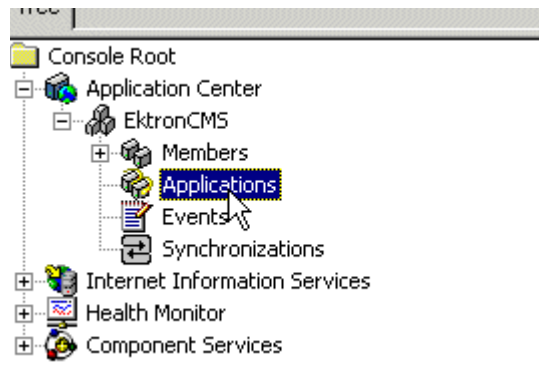 Tree
Console Root
Application Center
EktronCMS
Members
Applications
Events
Synchronizations
Internet Information Services
Health Monitor
Component Services